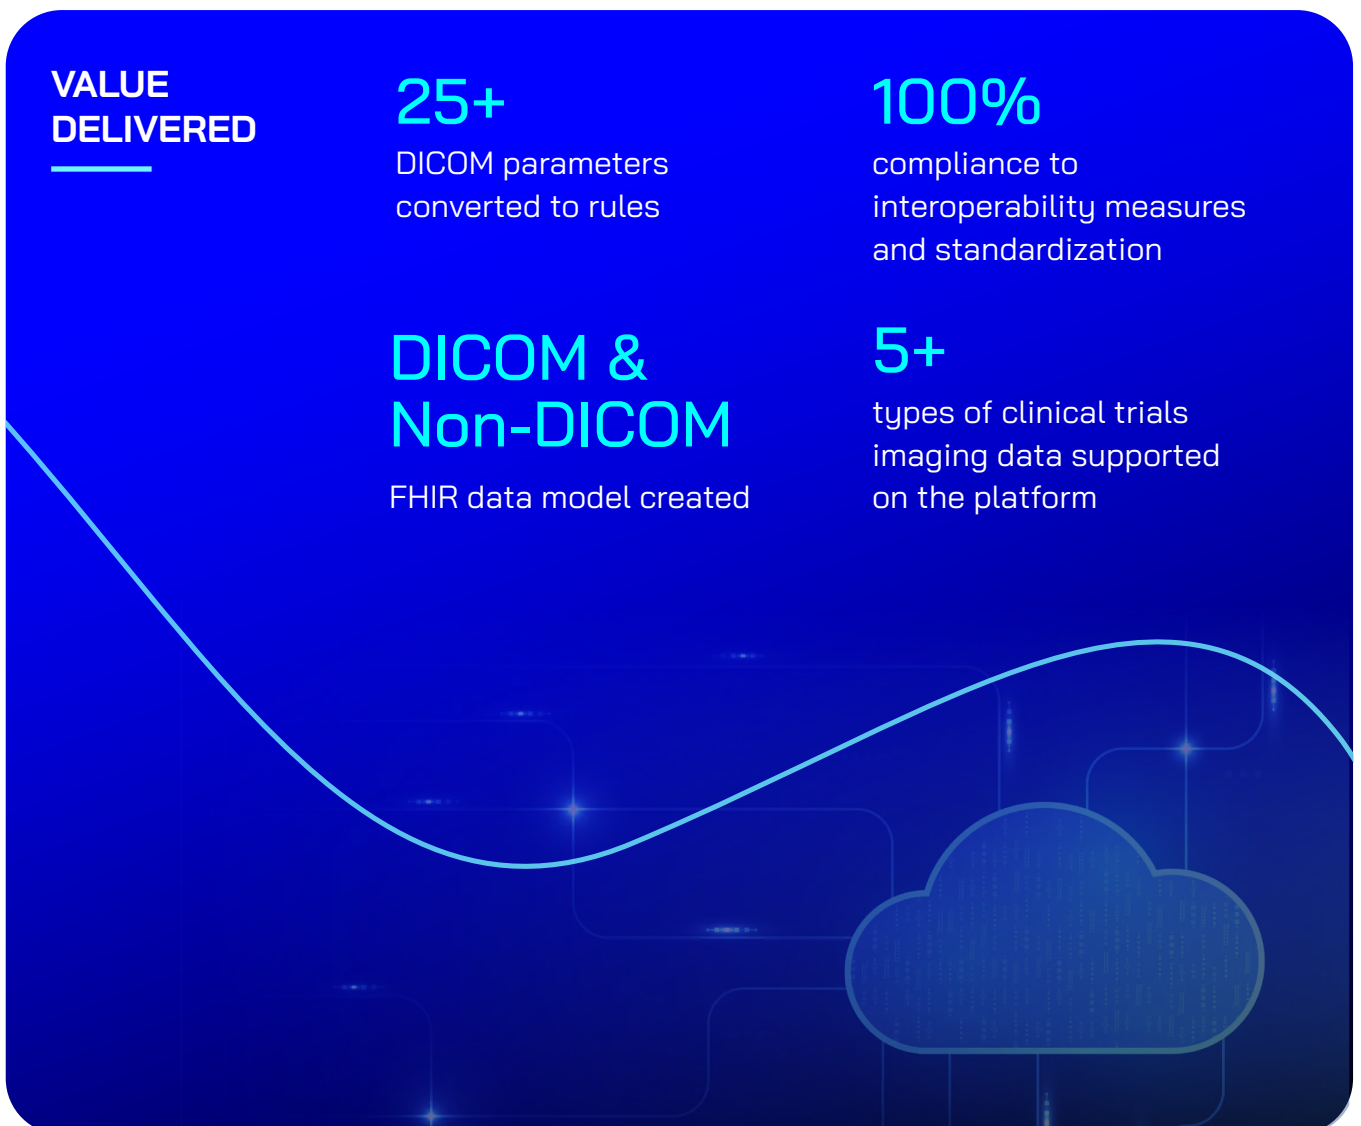 VALUE
DELIVERED
25+
DICOM parameters
converted to rules
100%
compliance to
interoperability measures
and standardization
DICOM &
Non-DICOM
FHIR data model created
5+
types of clinical trials
imaging data supported
on the platform